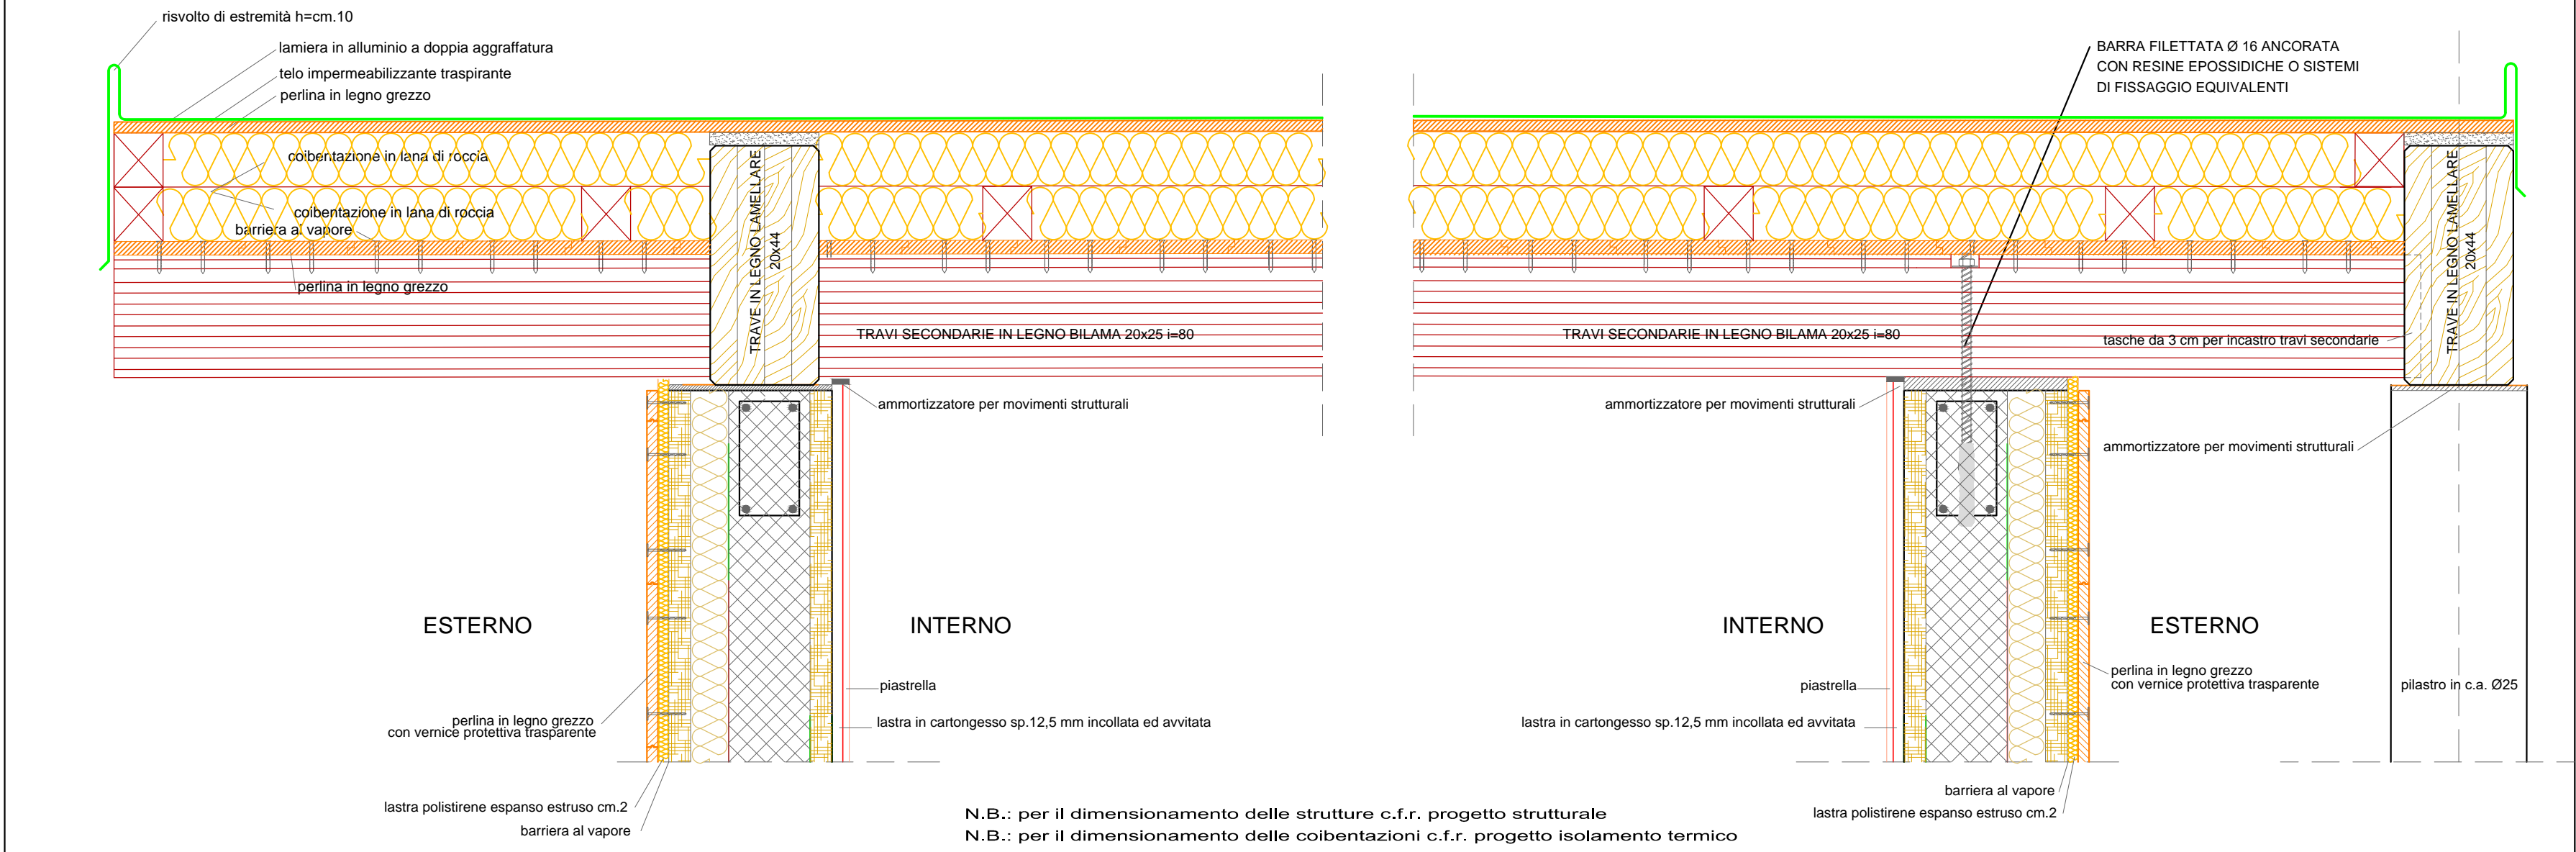 risvolto di estremità h=cm.10
lamiera in alluminio a doppia aggraffatura
telo impermeabilizzante traspirante
perlina in legno grezzo
coibentazione in lana di roccia
coibentazione in lana di roccia
barriera al vapore
perlina in legno grezzo
TRAVE IN LEGNO LAMELLARE
20x44
TRAVI SECONDARIE IN LEGNO BILAMA 20x25 i=80
ammortizzatore per movimenti strutturali
ESTERNO
INTERNO
piastrella
lastra in cartongesso sp.12,5 mm incollata ed avvitata
perlina in legno grezzo
con vernice protettiva trasparente
lastra polistirene espanso estruso cm.2
barriera al vapore
BARRA FILETTATA Ø 16 ANCORATA
CON RESINE EPOSSIDICHE O SISTEMI
DI FISSAGGIO EQUIVALENTI
TRAVI SECONDARIE IN LEGNO BILAMA 20x25 i=80
tasche da 3 cm per incastro travi secondarie
TRAVE IN LEGNO LAMELLARE
20x44
ammortizzatore per movimenti strutturali
ammortizzatore per movimenti strutturali
INTERNO
ESTERNO
piastrella
lastra in cartongesso sp.12,5 mm incollata ed avvitata
perlina in legno grezzo
con vernice protettiva trasparente
pilastro in c.a. Ø25
barriera al vapore
lastra polistirene espanso estruso cm.2
N.B.: per il dimensionamento delle strutture c.f.r. progetto strutturale
N.B.: per il dimensionamento delle coibentazioni c.f.r. progetto isolamento termico